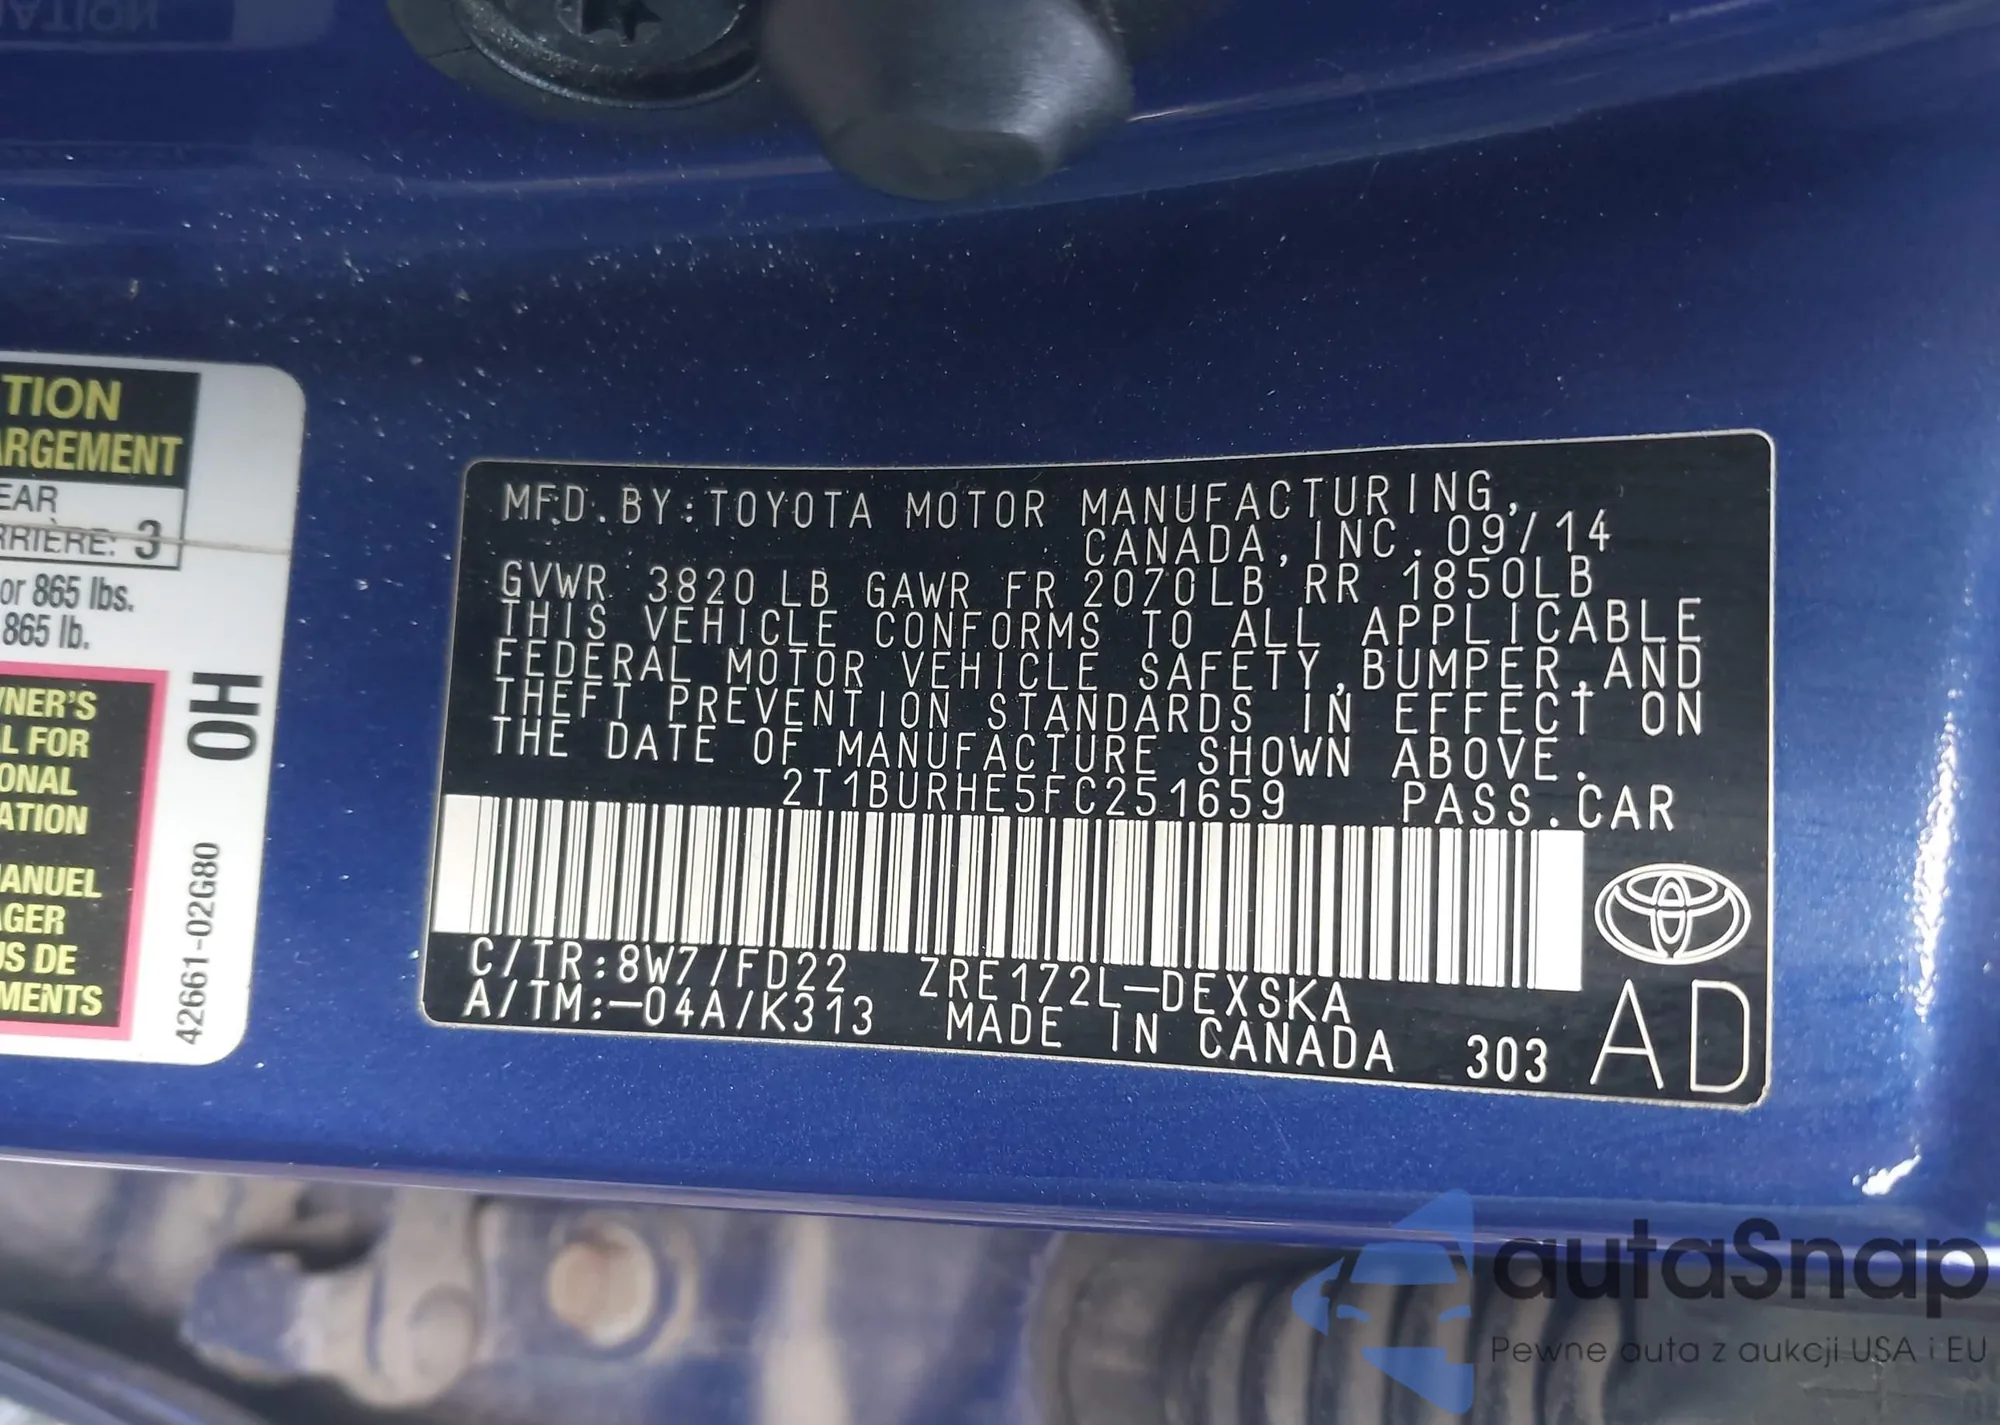 TION
ARGEMENT
EAR
RRIÈRE: 3
or 865 lbs.
865 lb.
WNER'S
L FOR
ONAL
ATION
MANUEL
AGER
US DE
MENTS
OH
42661-02G80
MFD.BY:TOYOTA MOTOR MANUFACTURING,
CANADA,INC.09/14
GVWR 3820 LB GAWR FR 2070LB RR 1850LB
THIS VEHICLE CONFORMS TO ALL APPLICABLE
FEDERAL MOTOR VEHICLE SAFETY,BUMPER,AND
THEFT PREVENTION STANDARDS IN EFFECT ON
THE DATE OF MANUFACTURE SHOWN ABOVE.
2T1BURHE5FC251659 PASS.CAR
C/TR:8W7/FD22 ZRE172L-DEXSKA
A/TM:-04A/K313 MADE IN CANADA 303
AD
autaSnap
Pewne auta z aukcji USA i EU